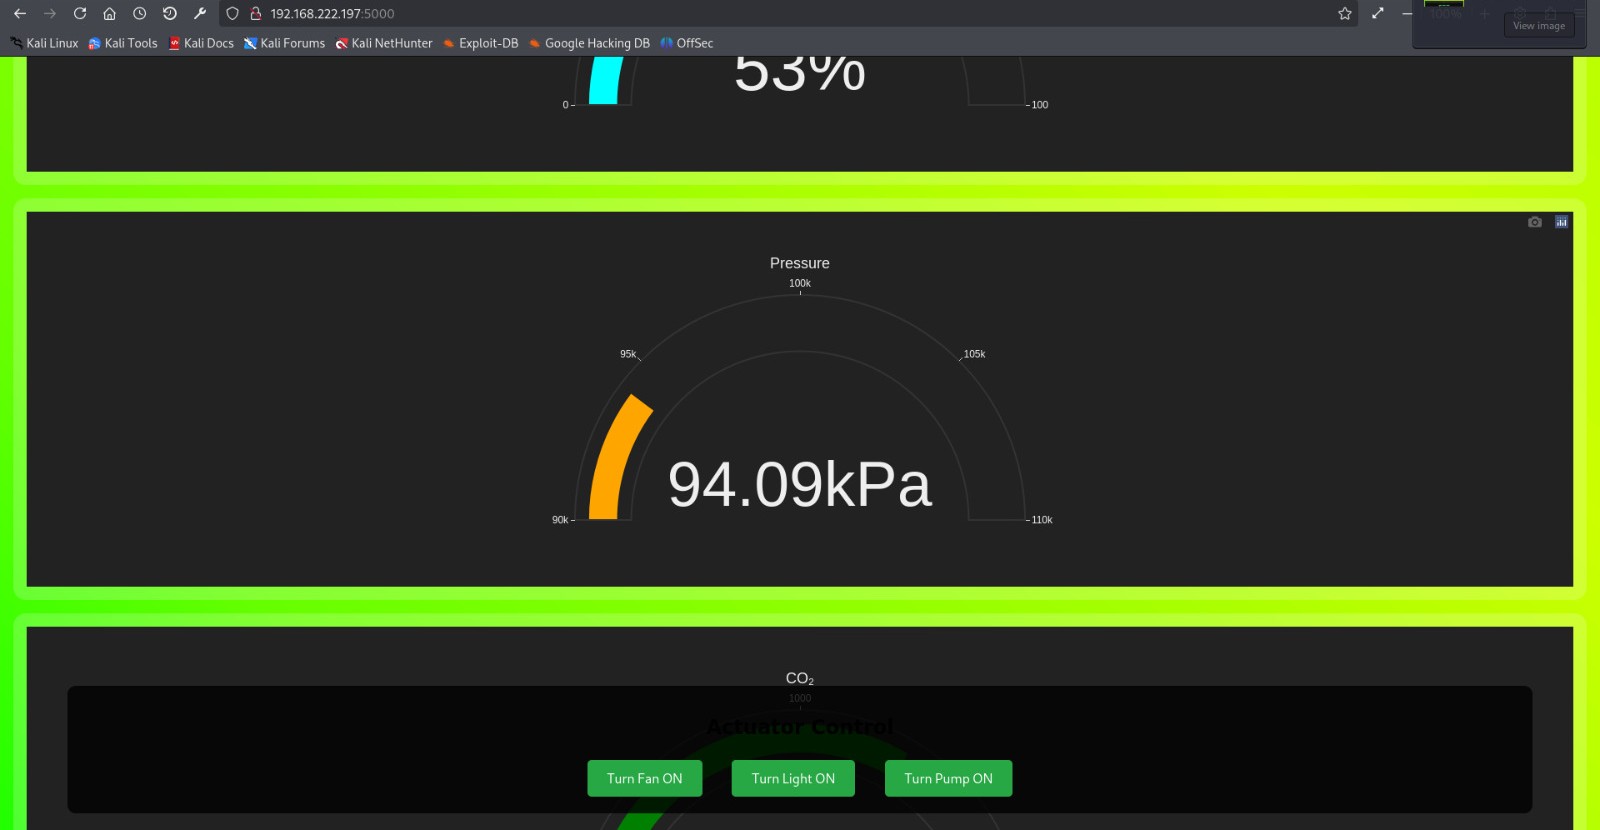 192.168.222.197:5000
100%
View image
Kali Linux Kali Tools Kali Docs Kali Forums Kali NetHunter Exploit-DB Google Hacking DB OffSec
53%
0 100
Pressure
100k
95k 105k
94.09kPa
90k 110k
CO₂
1000
Actuator Control
Turn Fan ON Turn Light ON Turn Pump ON